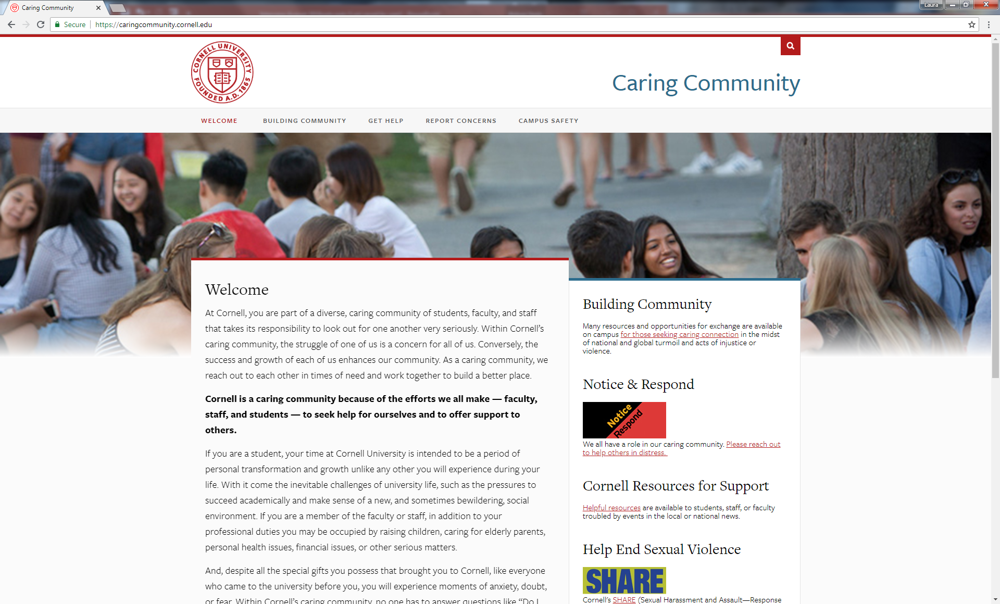 Caring Community
Laura
Secure
https://caringcommunity.cornell.edu
CORNELL UNIVERSITY
FOUNDED A.D. 1865
Caring Community
WELCOME BUILDING COMMUNITY GET HELP REPORT CONCERNS CAMPUS SAFETY
Welcome
At Cornell, you are part of a diverse, caring community of students, faculty, and staff
that takes its responsibility to look out for one another very seriously. Within Cornell’s
caring community, the struggle of one of us is a concern for all of us. Conversely, the
success and growth of each of us enhances our community. As a caring community, we
reach out to each other in times of need and work together to build a better place.
Cornell is a caring community because of the efforts we all make — faculty,
staff, and students — to seek help for ourselves and to offer support to
others.
If you are a student, your time at Cornell University is intended to be a period of
personal transformation and growth unlike any other you will experience during your
life. With it come the inevitable challenges of university life, such as the pressures to
succeed academically and make sense of a new, and sometimes bewildering, social
environment. If you are a member of the faculty or staff, in addition to your
professional duties you may be occupied by raising children, caring for elderly parents,
personal health issues, financial issues, or other serious matters.
And, despite all the special gifts you possess that brought you to Cornell, like everyone
who came to the university before you, you will experience moments of anxiety, doubt,
or fear. Within Cornell’s caring community, no one has to answer questions like “Do I
Building Community
Many resources and opportunities for exchange are available
on campus for those seeking caring connection in the midst
of national and global turmoil and acts of injustice or
violence.
Notice & Respond
Notice
Respond
We all have a role in our caring community. Please reach out
to help others in distress.
Cornell Resources for Support
Helpful resources are available to students, staff, or faculty
troubled by events in the local or national news.
Help End Sexual Violence
SHARE
Cornell's SHARE (Sexual Harassment and Assault—Response